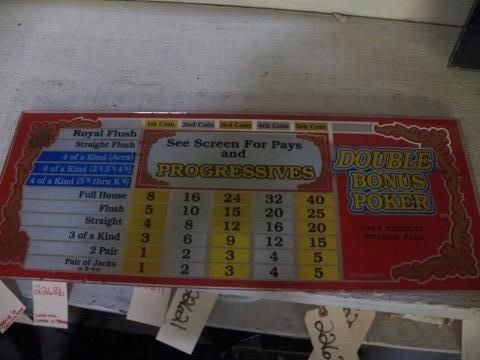 1st Coin 2nd Coin 3rd Coin 4th Coin 5th Coin
Royal Flush
Straight Flush
4 of a Kind (Aces)
4 of a Kind (2's 3's 4's)
4 of a Kind (5's thru K's)
See Screen For Pays
and
PROGRESSIVES
Full House 8 16 24 32 40
Flush 5 10 15 20 25
Straight 4 8 12 16 20
3 of a Kind 3 6 9 12 15
2 Pair 1 2 3 4 5
Pair of Jacks
or Better 1 2 3 4 5
DOUBLE
BONUS
POKER
ONLY HIGHEST
WINNER PAID
22686